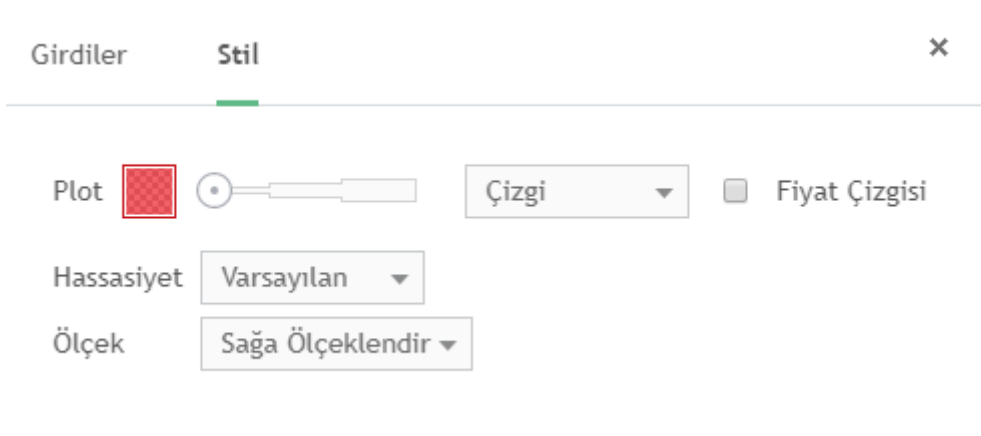 Girdiler Stil ×
Plot Çizgi Fiyat Çizgisi
Hassasiyet Varsayılan
Ölçek Sağa Ölçeklendir